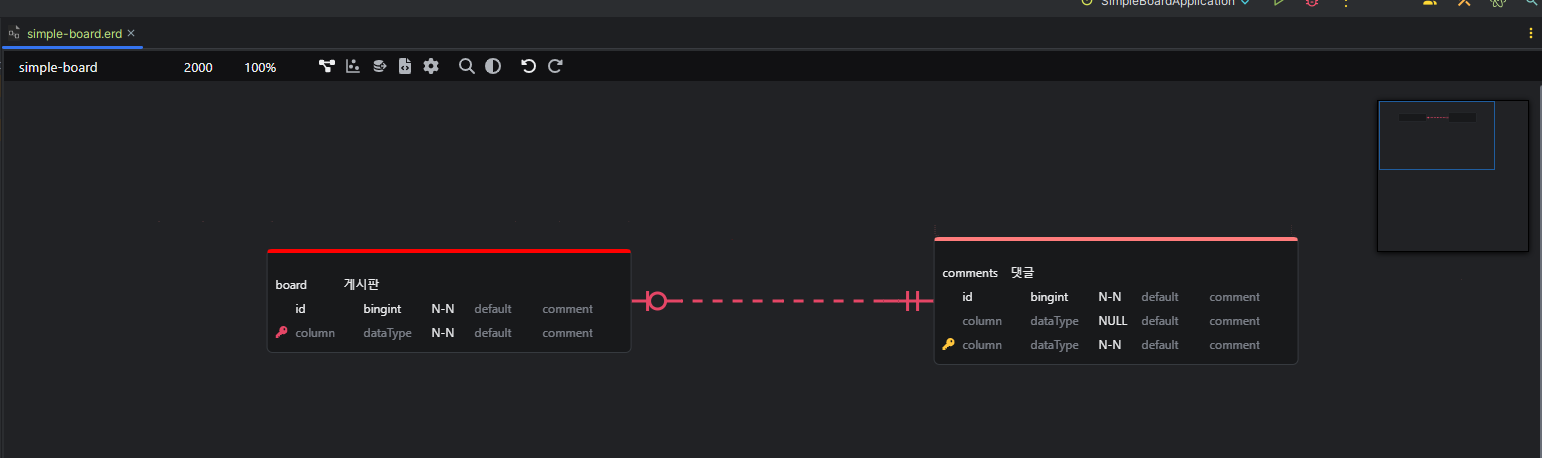 SimpleBoardApplication
simple-board.erd
simple-board 2000 100%
board 게시판
id bingint N-N default comment
column dataType N-N default comment
comments 댓글
id bingint N-N default comment
column dataType NULL default comment
column dataType N-N default comment